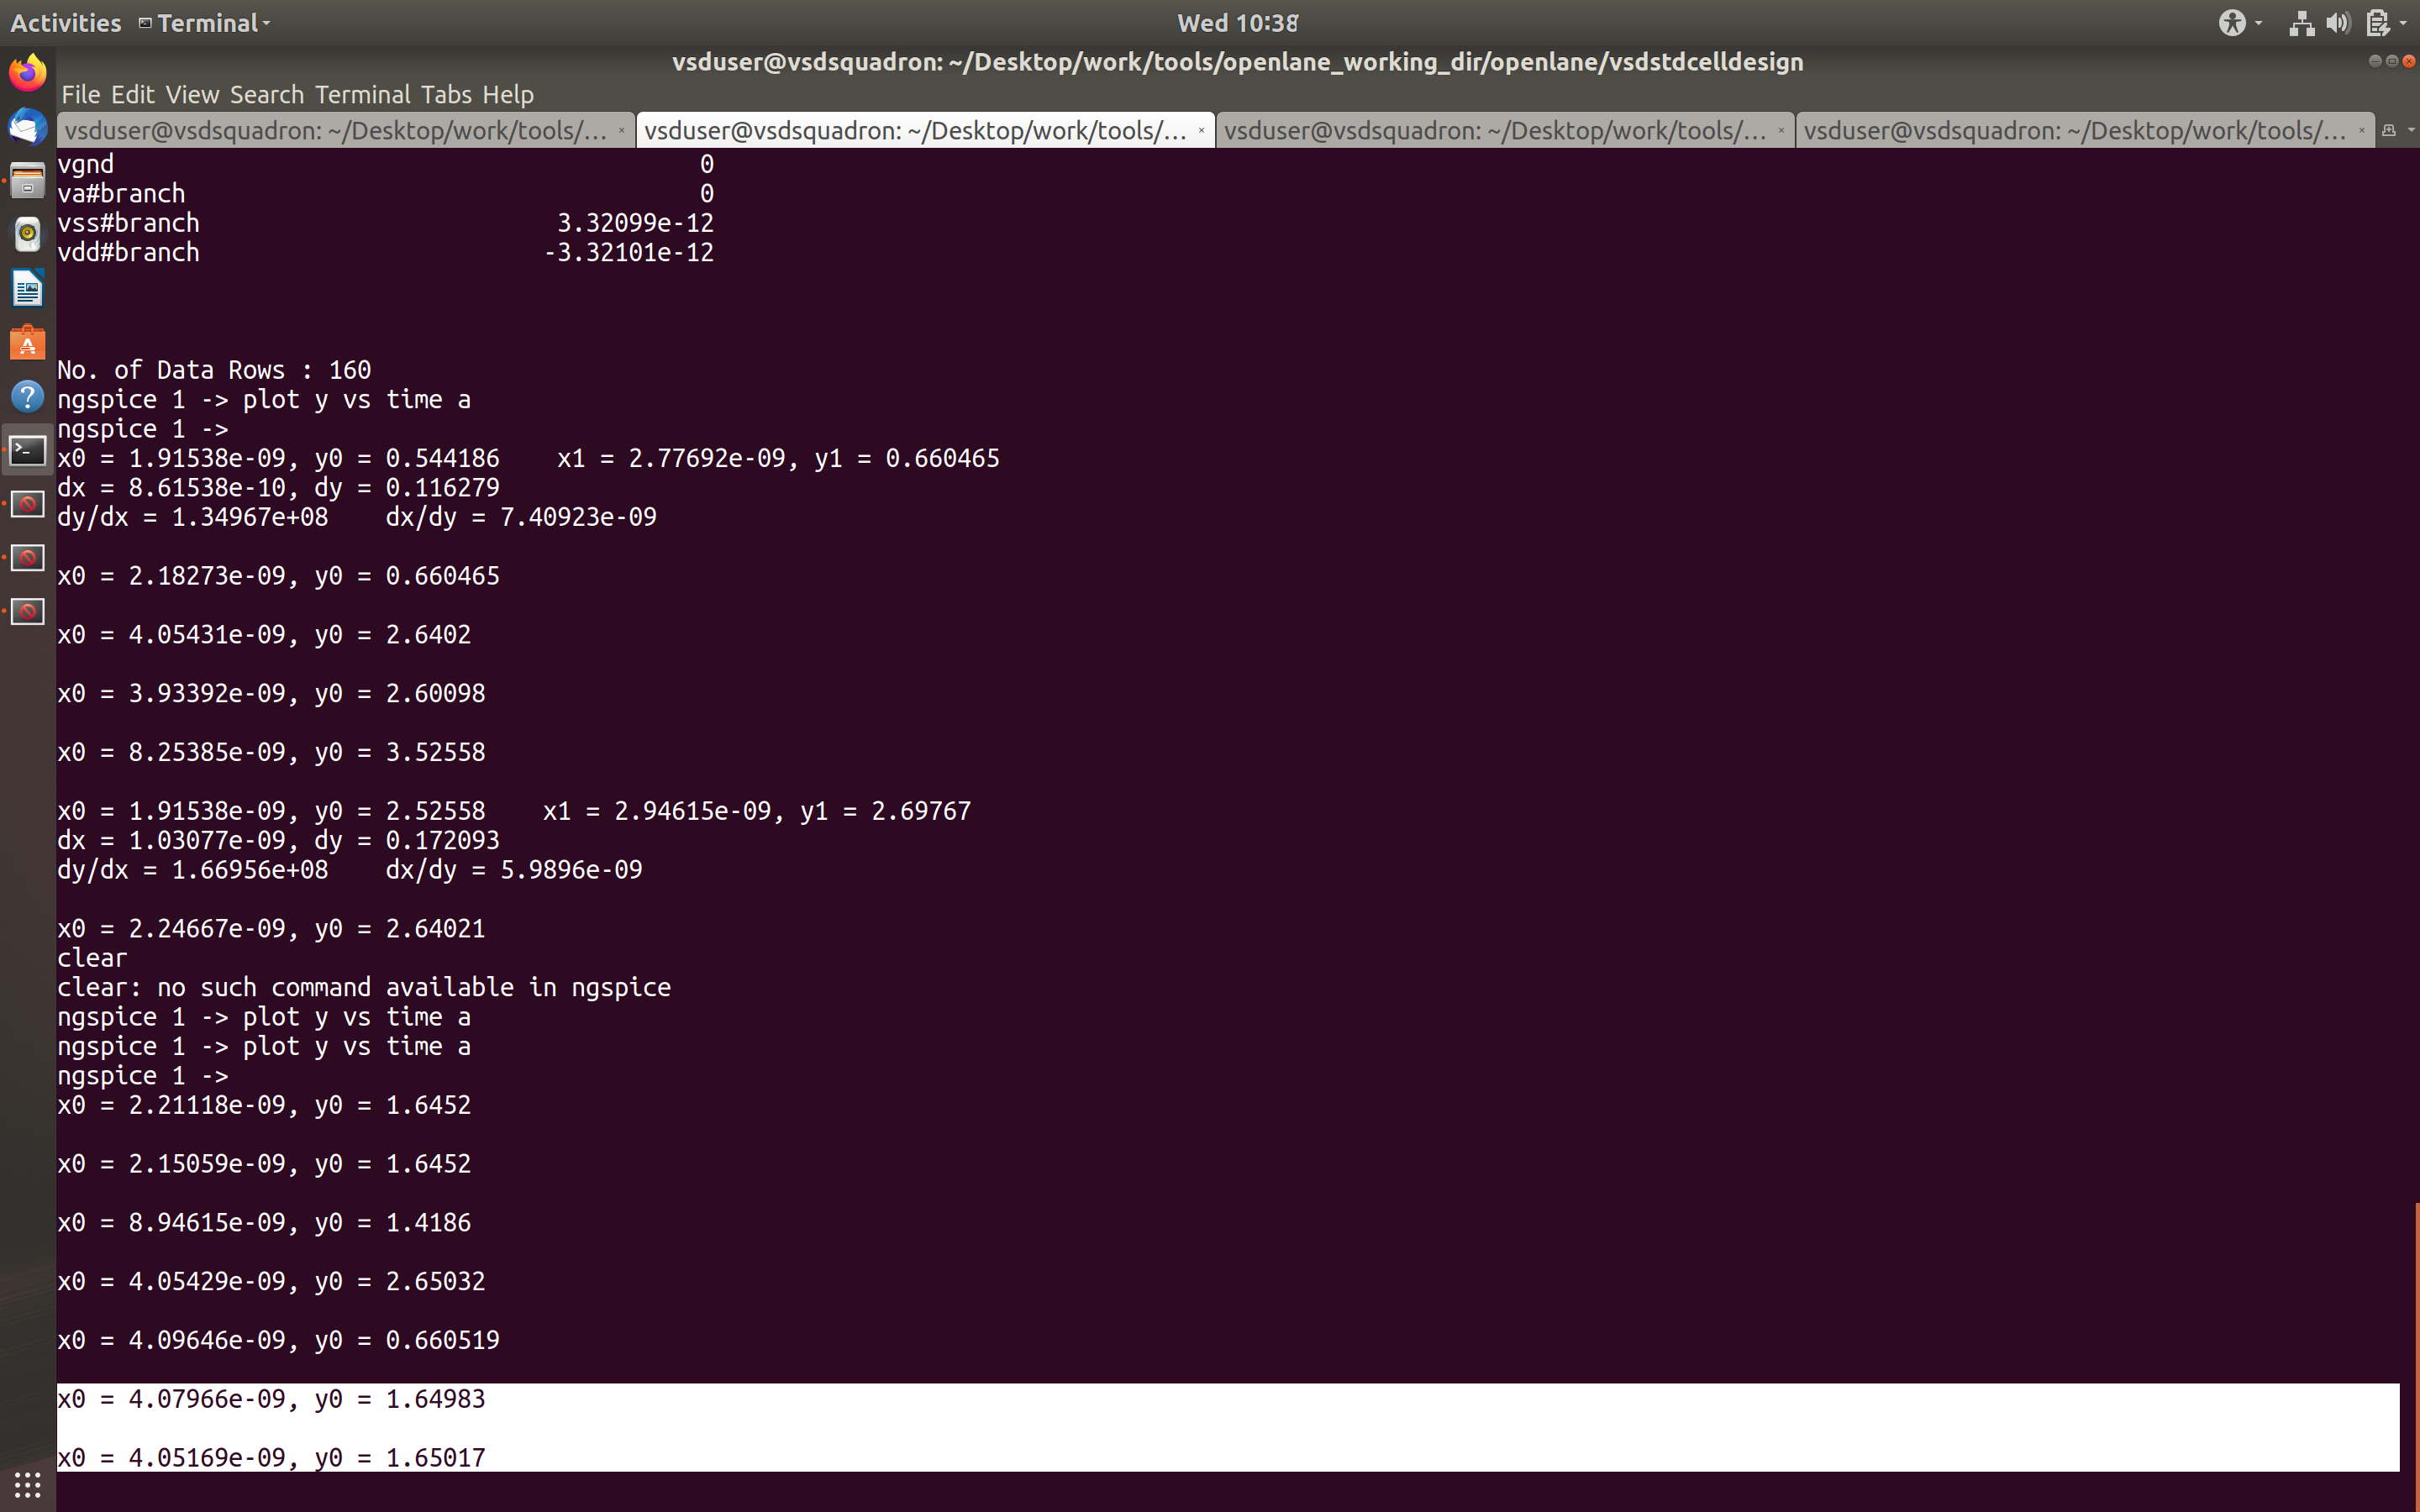 Activities Terminal Wed 10:38
vsduser@vsdsquadron: ~/Desktop/work/tools/openlane_working_dir/openlane/vsdstdcelldesign
File Edit View Search Terminal Tabs Help
vsduser@vsdsquadron: ~/Desktop/work/tools/... vsduser@vsdsquadron: ~/Desktop/work/tools/... vsduser@vsdsquadron: ~/Desktop/work/tools/... vsduser@vsdsquadron: ~/Desktop/work/tools/...
vgnd 0
va#branch 0
vss#branch 3.32099e-12
vdd#branch -3.32101e-12
No. of Data Rows : 160
ngspice 1 -> plot y vs time a
ngspice 1 ->
x0 = 1.91538e-09, y0 = 0.544186 x1 = 2.77692e-09, y1 = 0.660465
dx = 8.61538e-10, dy = 0.116279
dy/dx = 1.34967e+08 dx/dy = 7.40923e-09
x0 = 2.18273e-09, y0 = 0.660465
x0 = 4.05431e-09, y0 = 2.6402
x0 = 3.93392e-09, y0 = 2.60098
x0 = 8.25385e-09, y0 = 3.52558
x0 = 1.91538e-09, y0 = 2.52558 x1 = 2.94615e-09, y1 = 2.69767
dx = 1.03077e-09, dy = 0.172093
dy/dx = 1.66956e+08 dx/dy = 5.9896e-09
x0 = 2.24667e-09, y0 = 2.64021
clear
clear: no such command available in ngspice
ngspice 1 -> plot y vs time a
ngspice 1 -> plot y vs time a
ngspice 1 ->
x0 = 2.21118e-09, y0 = 1.6452
x0 = 2.15059e-09, y0 = 1.6452
x0 = 8.94615e-09, y0 = 1.4186
x0 = 4.05429e-09, y0 = 2.65032
x0 = 4.09646e-09, y0 = 0.660519
x0 = 4.07966e-09, y0 = 1.64983
x0 = 4.05169e-09, y0 = 1.65017